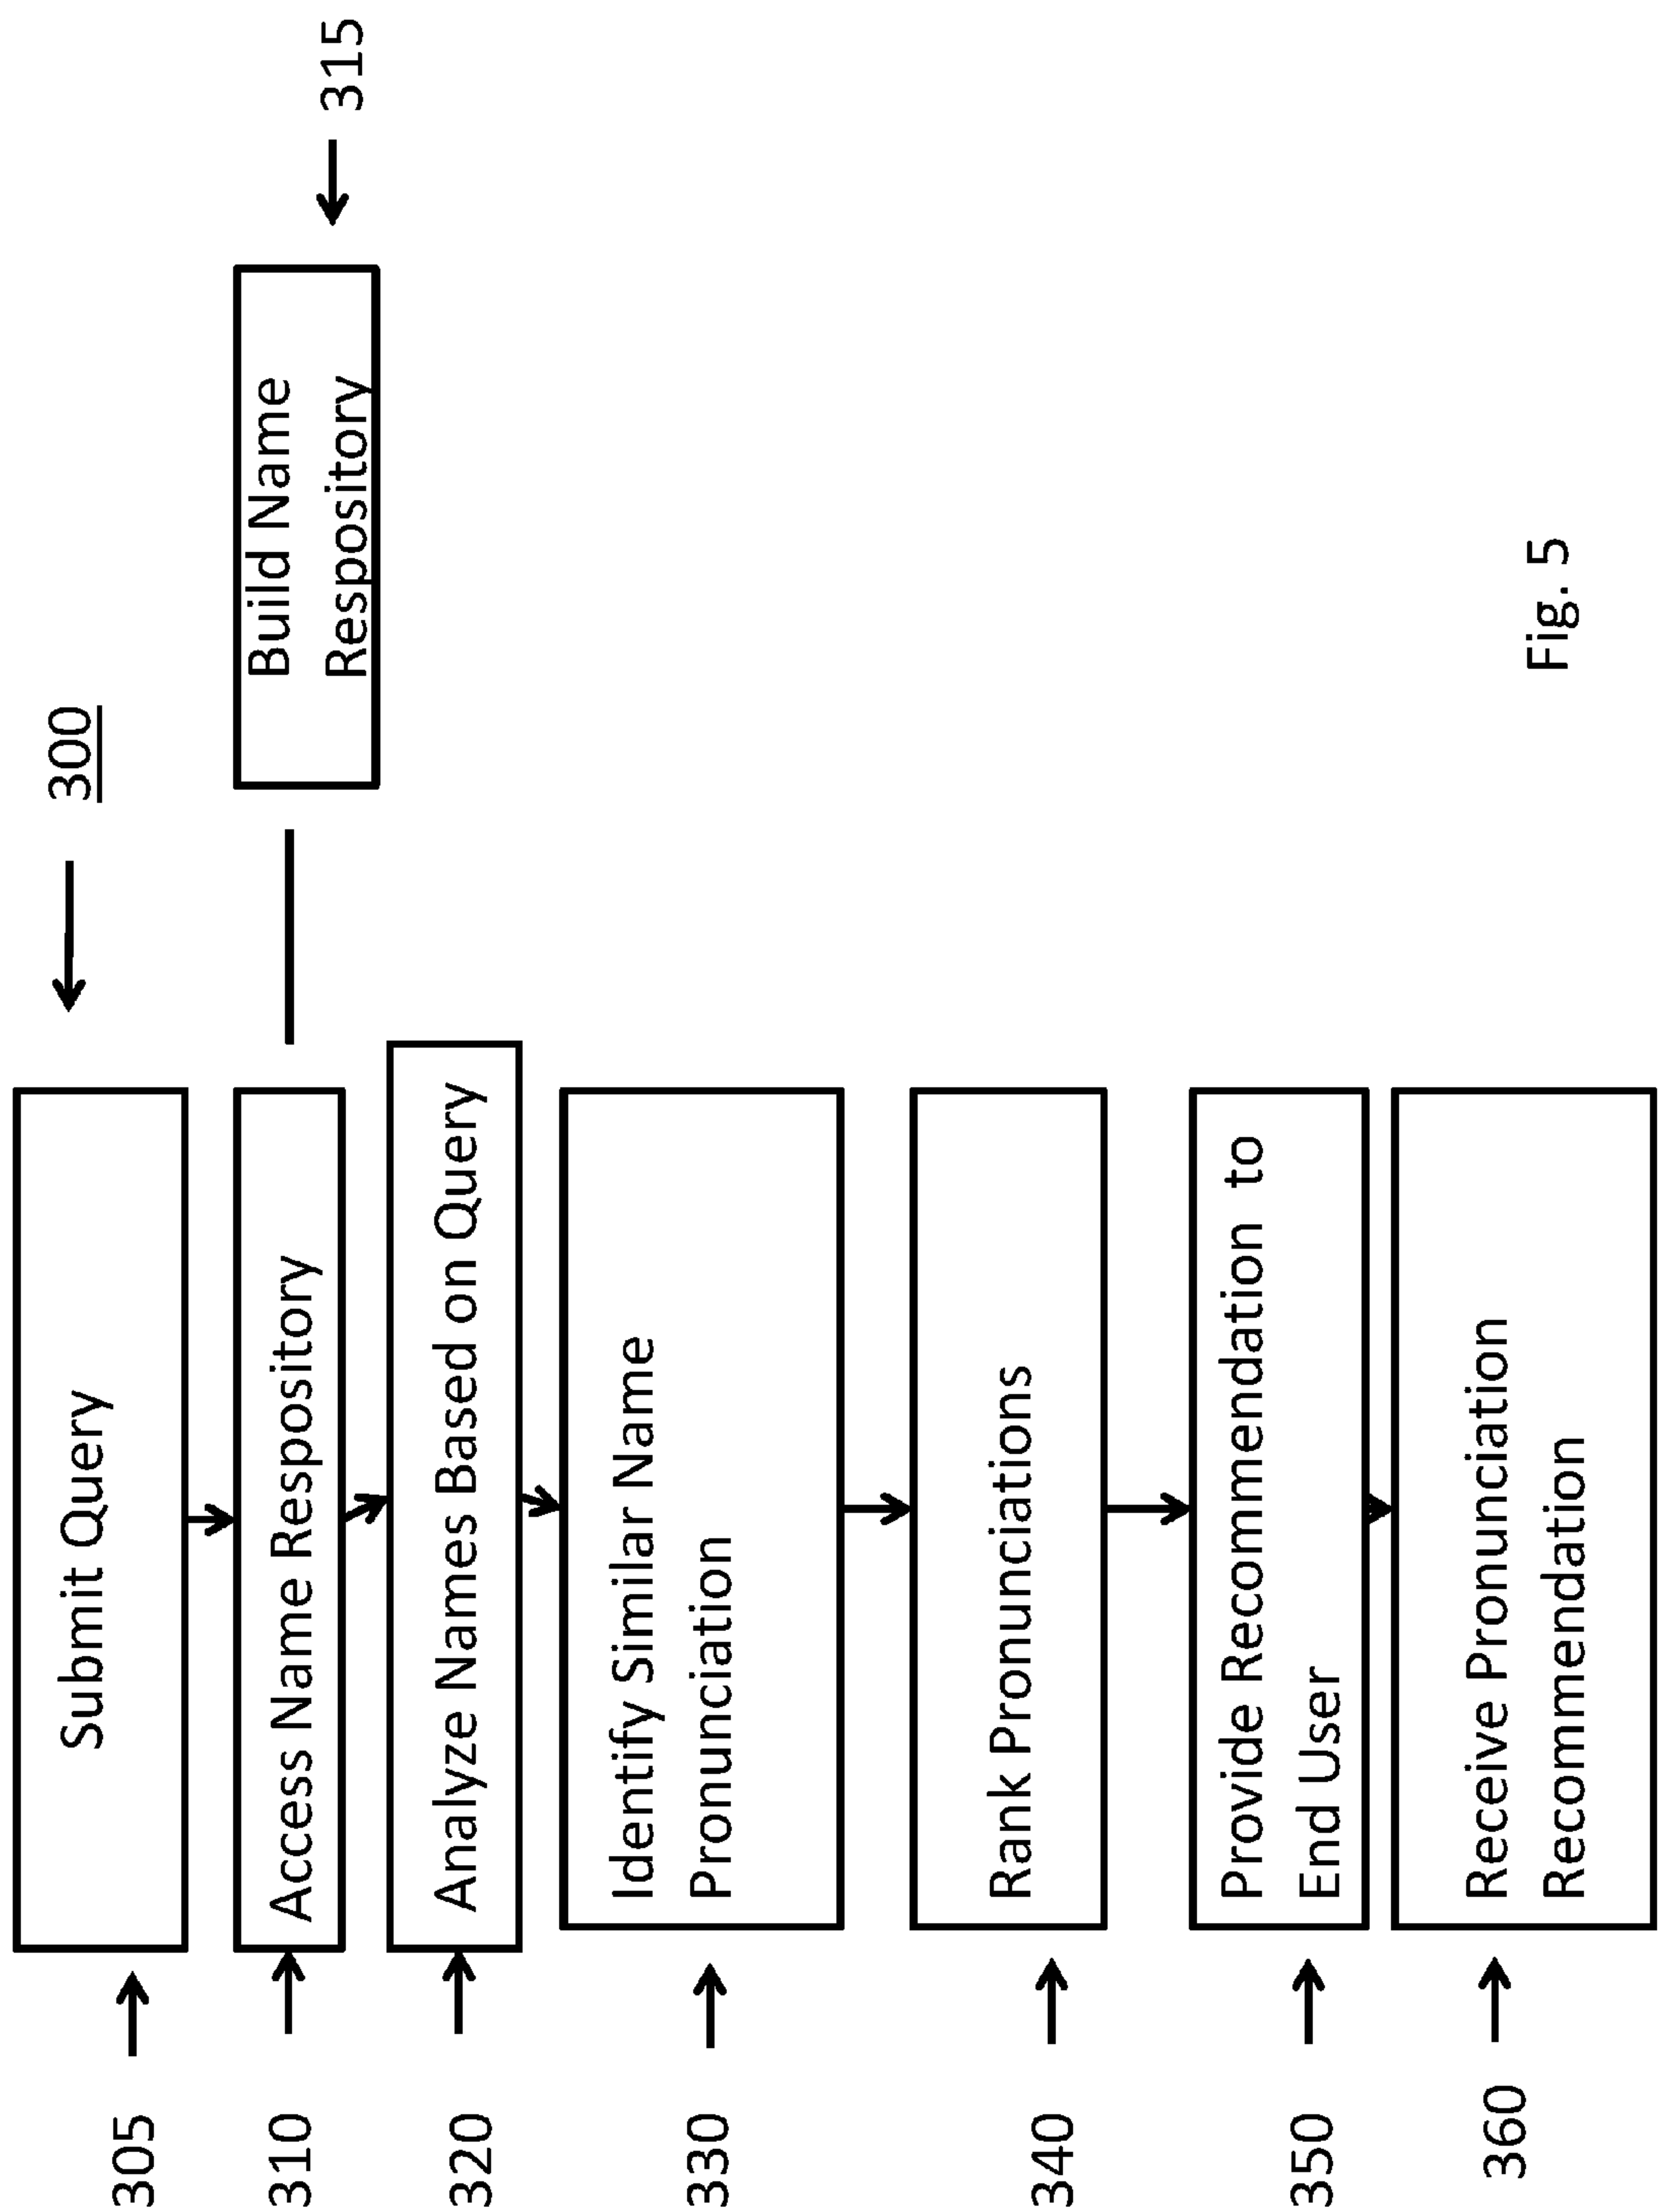 300
305
Submit Query
310
Access Name Respository
Build Name
Respository
315
320
Analyze Names Based on Query
330
Identify Similar Name
Pronunciation
340
Rank Pronunciations
350
Provide Recommendation to
End User
360
Receive Pronunciation
Recommendation
Fig. 5